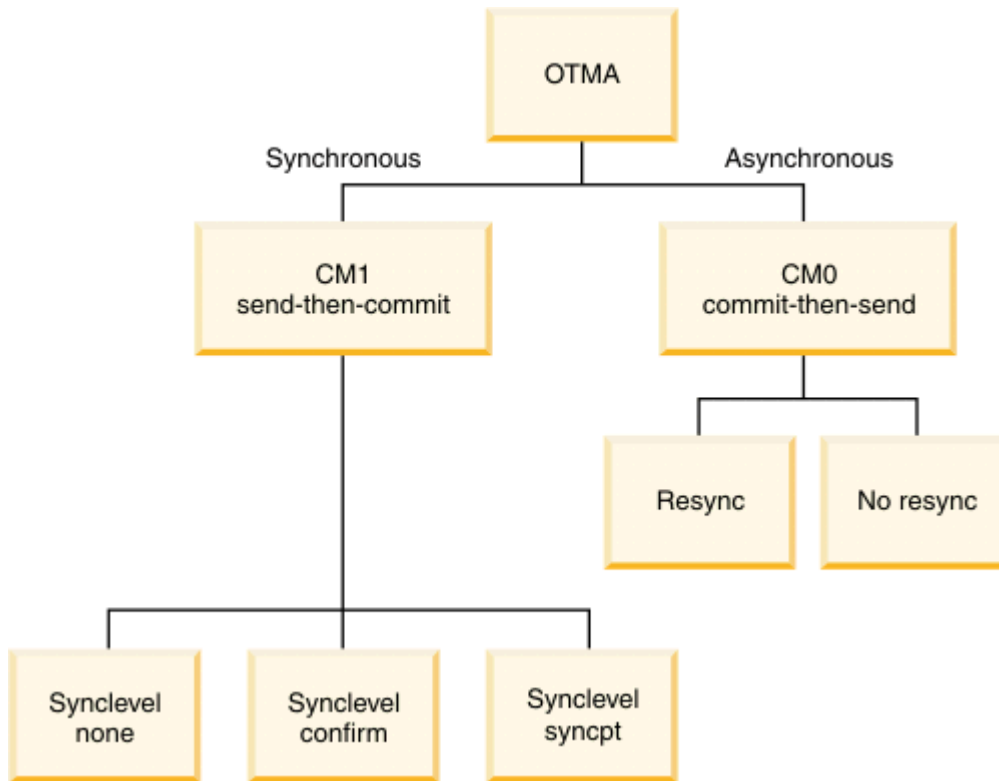 OTMA
Synchronous
Asynchronous
CM1
send-then-commit
CM0
commit-then-send
Resync
No resync
Synclevel
none
Synclevel
confirm
Synclevel
syncpt